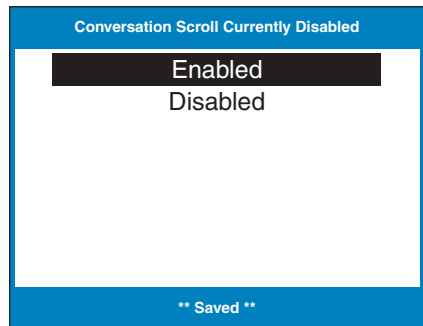 Conversation Scroll Currently Disabled
Enabled
Disabled
** Saved **